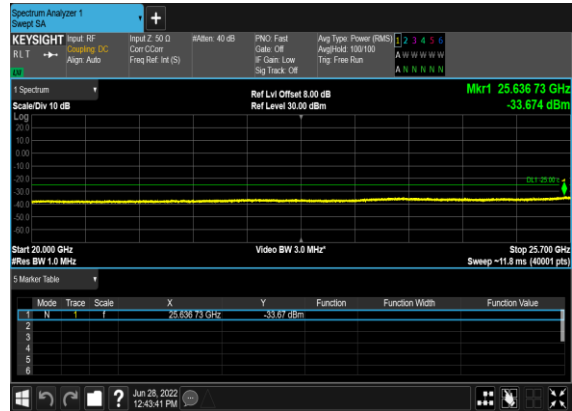 Spectrum Analyzer 1
Swept SA
+
KEYSIGHT Input: RF Input Z: 50 Ω #Atten: 40 dB PNO: Fast Avg Type: Power (RMS) 1 2 3 4 5 6
RLT Coupling: DC Corr CCorr Gate: Off Avg|Hold: 100/100 A W W W W W
Align: Auto Freq Ref: Int (S) IF Gain: Low Trig: Free Run
Sig Track: Off A N N N N N
LW
1 Spectrum Ref Lvl Offset 8.00 dB Mkr1 25.636 73 GHz
Scale/Div 10 dB Ref Level 30.00 dBm -33.674 dBm
Log
20.0
10.0
0.00
-10.0
-20.0 DL1 -25.00
-30.0
-40.0
-50.0
-60.0
Start 20.000 GHz Video BW 3.0 MHz* Stop 25.700 GHz
#Res BW 1.0 MHz Sweep ~11.8 ms (40001 pts)
5 Marker Table
Mode Trace Scale X Y Function Function Width Function Value
1 N 1 f 25.636 73 GHz -33.67 dBm
2
3
4
5
6
? Jun 28, 2022
12:43:41 PM